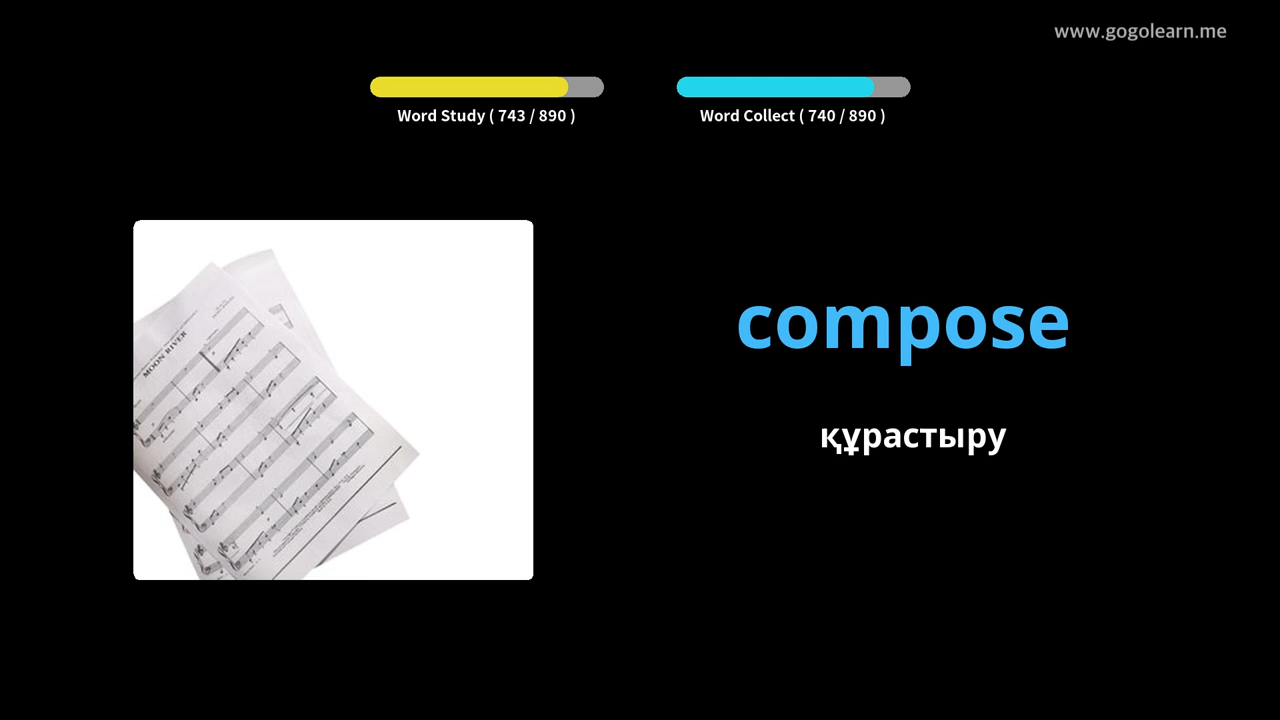 www.gogolearn.me
Word Study ( 743 / 890 )
Word Collect ( 740 / 890 )
MOON RIVER
compose
құрастыру